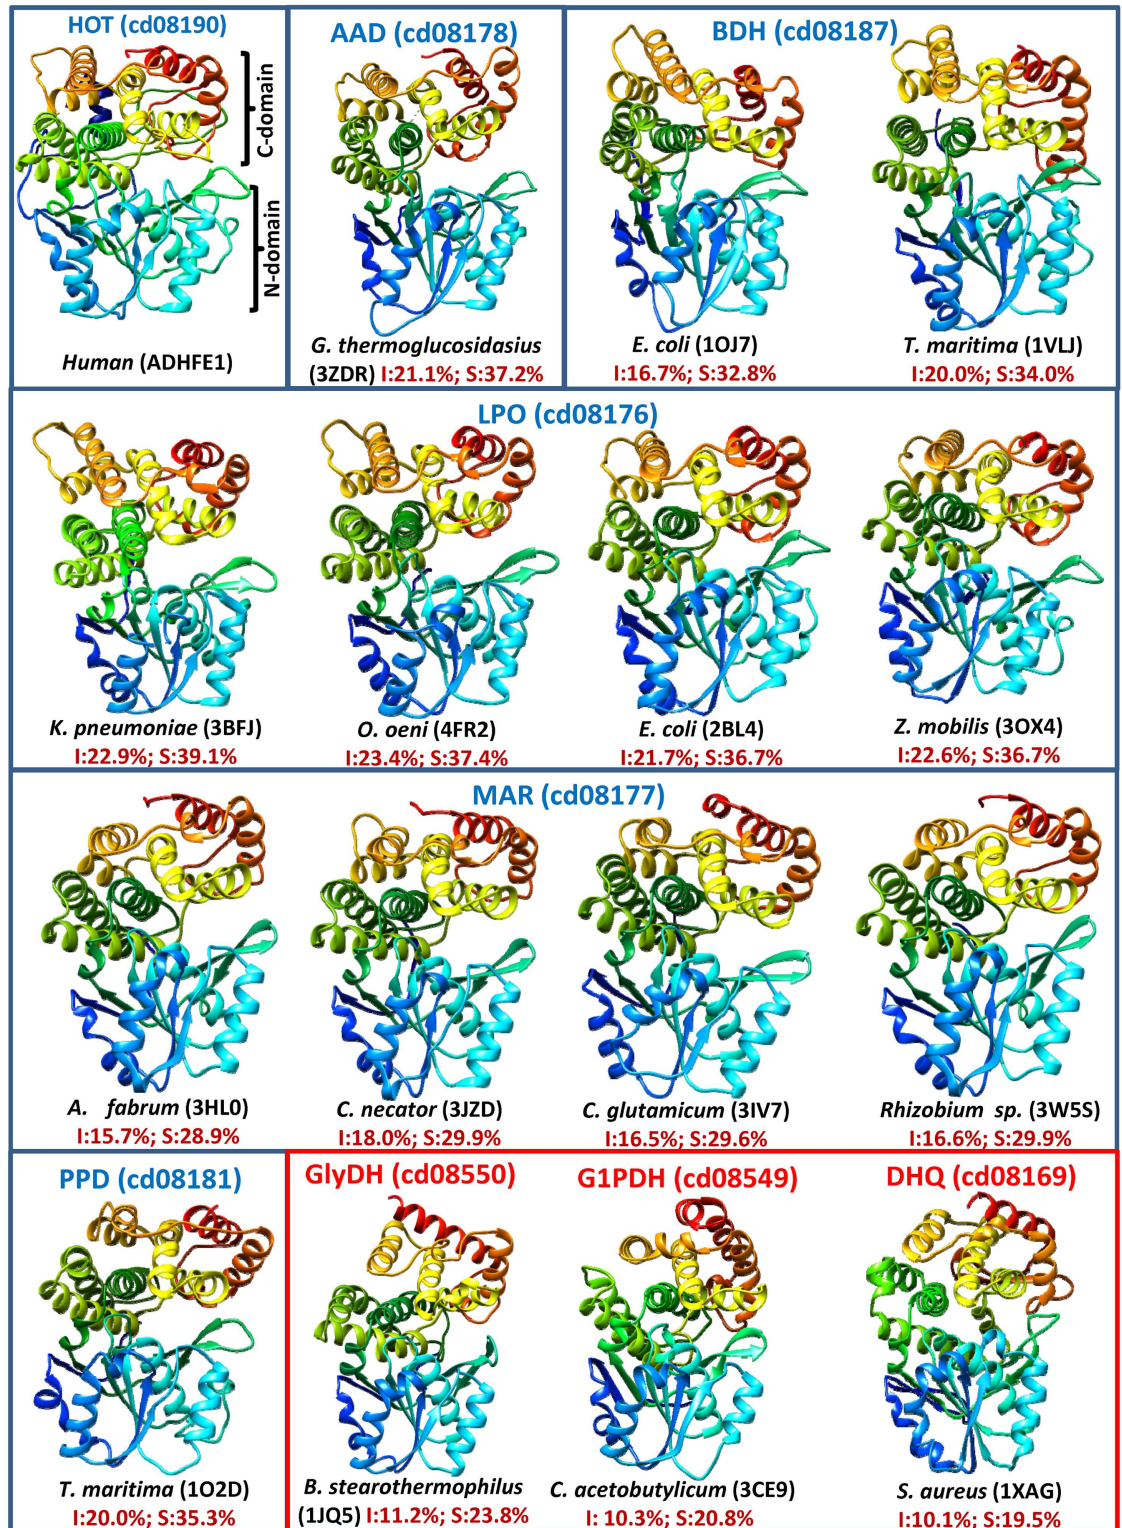 HOT (cd08190)
C-domain
N-domain
Human (ADHFE1)
AAD (cd08178)
G. thermoglucosidasius
(3ZDR) I:21.1%; S:37.2%
BDH (cd08187)
E. coli (1OJ7)
I:16.7%; S:32.8%
T. maritima (1VLJ)
I:20.0%; S:34.0%
LPO (cd08176)
K. pneumoniae (3BFJ)
I:22.9%; S:39.1%
O. oeni (4FR2)
I:23.4%; S:37.4%
E. coli (2BL4)
I:21.7%; S:36.7%
Z. mobilis (3OX4)
I:22.6%; S:36.7%
MAR (cd08177)
A. fabrum (3HL0)
I:15.7%; S:28.9%
C. necator (3JZD)
I:18.0%; S:29.9%
C. glutamicum (3IV7)
I:16.5%; S:29.6%
Rhizobium sp. (3W5S)
I:16.6%; S:29.9%
PPD (cd08181)
T. maritima (1O2D)
I:20.0%; S:35.3%
GlyDH (cd08550)
B. stearothermophilus
(1JQ5) I:11.2%; S:23.8%
G1PDH (cd08549)
C. acetobutylicum (3CE9)
I: 10.3%; S:20.8%
DHQ (cd08169)
S. aureus (1XAG)
I:10.1%; S:19.5%